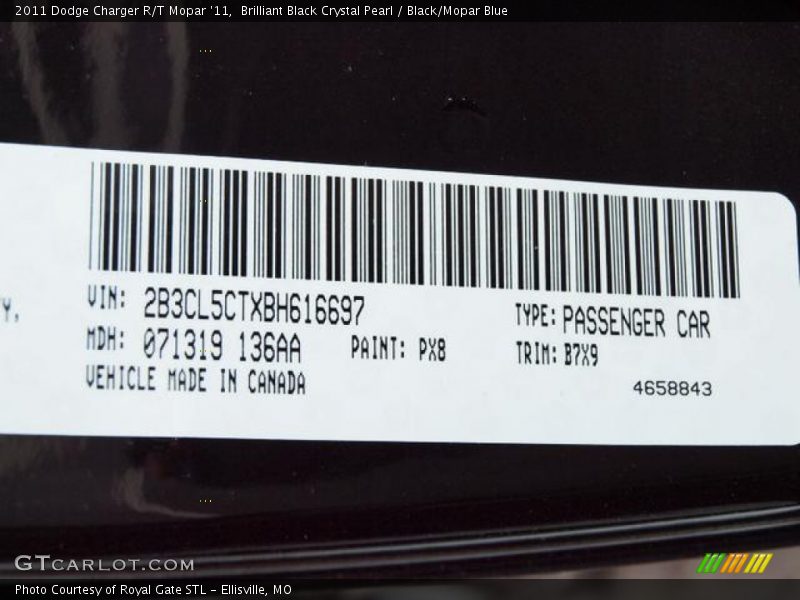 2011 Dodge Charger R/T Mopar '11,  Brilliant Black Crystal Pearl / Black/Mopar Blue
Y,
VIN: 2B3CL5CTXBH616697 TYPE: PASSENGER CAR
MDH: 071319 136AA PAINT: PX8 TRIM: B7X9
VEHICLE MADE IN CANADA
4658843
GTCARLOT.COM
Photo Courtesy of Royal Gate STL – Ellisville, MO